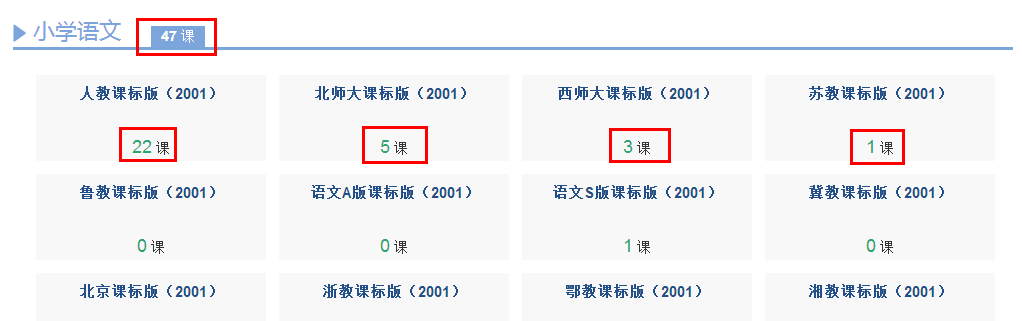 小学语文 47 课
人教课标版（2001） 北师大课标版（2001） 西师大课标版（2001） 苏教课标版（2001）
22 课 5 课 3 课 1 课
鲁教课标版（2001） 语文A版课标版（2001） 语文S版课标版（2001） 冀教课标版（2001）
0 课 0 课 1 课 0 课
北京课标版（2001） 浙教课标版（2001） 鄂教课标版（2001） 湘教课标版（2001）